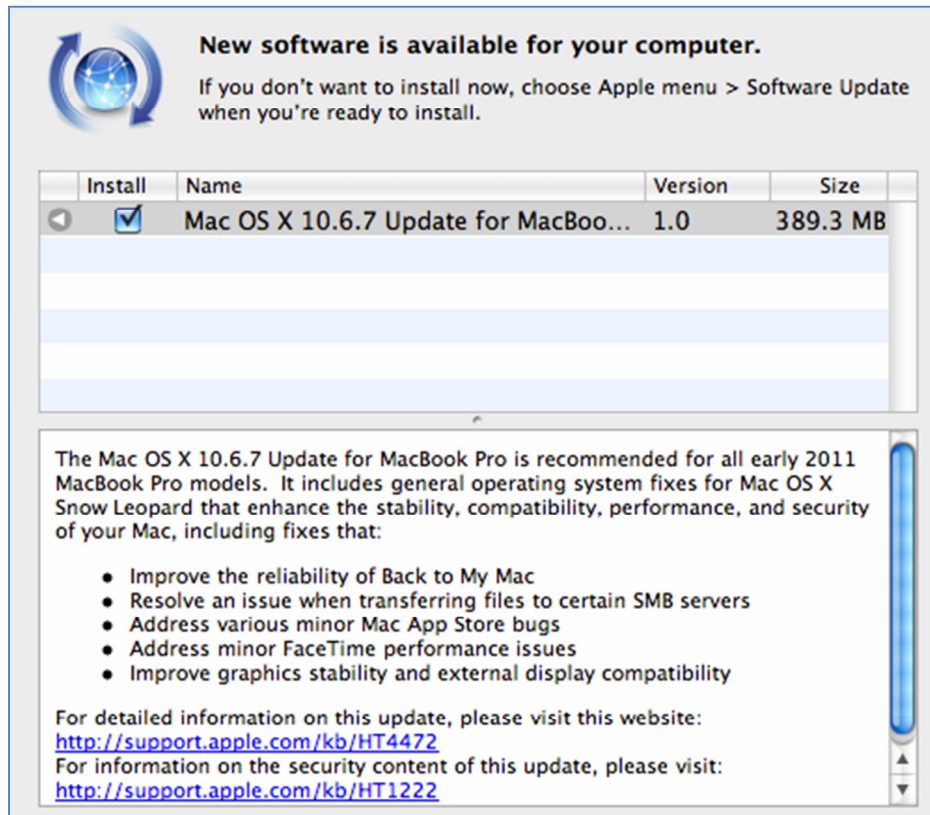 New software is available for your computer.
If you don't want to install now, choose Apple menu > Software Update
when you're ready to install.
Install Name Version Size
Mac OS X 10.6.7 Update for MacBoo... 1.0 389.3 MB
The Mac OS X 10.6.7 Update for MacBook Pro is recommended for all early 2011
MacBook Pro models.  It includes general operating system fixes for Mac OS X
Snow Leopard that enhance the stability, compatibility, performance, and security
of your Mac, including fixes that:
• Improve the reliability of Back to My Mac
• Resolve an issue when transferring files to certain SMB servers
• Address various minor Mac App Store bugs
• Address minor FaceTime performance issues
• Improve graphics stability and external display compatibility
For detailed information on this update, please visit this website:
http://support.apple.com/kb/HT4472
For information on the security content of this update, please visit:
http://support.apple.com/kb/HT1222